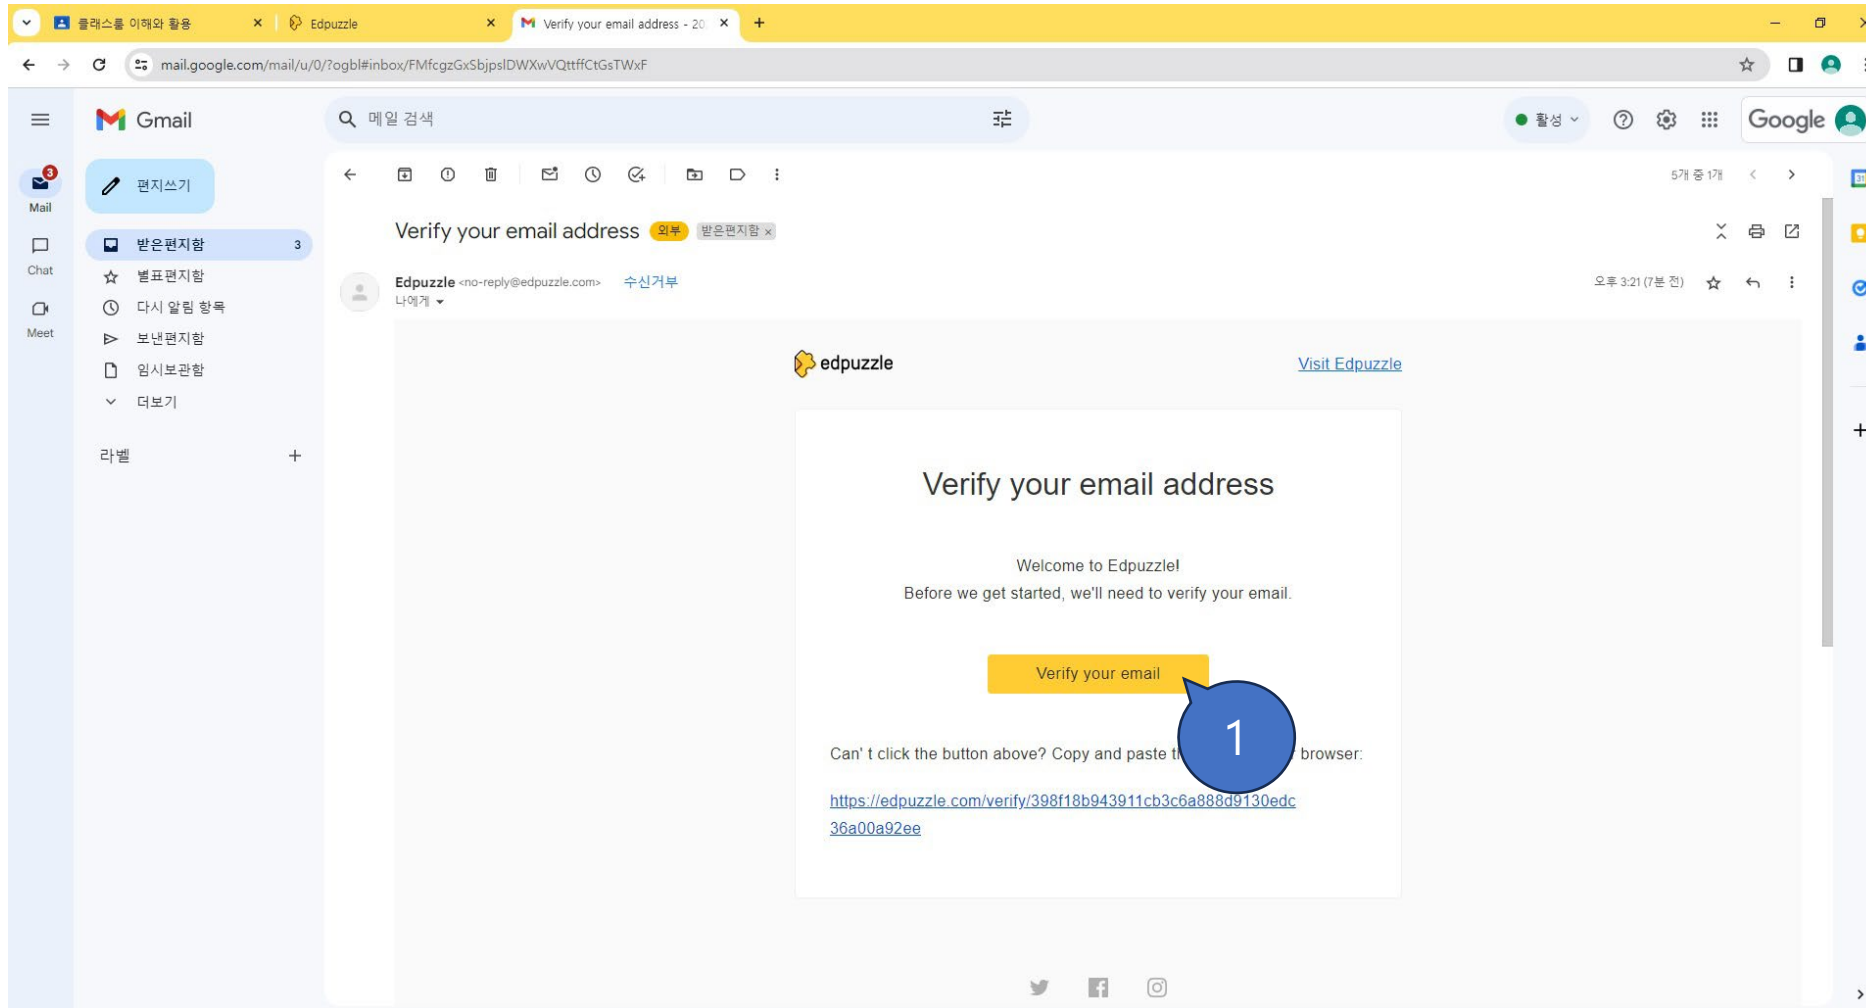 클래스룸 이해와 활용
Edpuzzle
Verify your email address - 20
mail.google.com/mail/u/0/?ogbl#inbox/FMfcgzGxSbjpslDWXwVQttffCtGsTWxF
Gmail
메일 검색
활성
Google
3
Mail
편지쓰기
5개 중 1개
31
Verify your email address 외부 받은편지함 ×
받은편지함 3
Chat
별표편지함
Edpuzzle <no-reply@edpuzzle.com> 수신거부
오후 3:21 (7분 전)
나에게
다시 알림 항목
Meet
보낸편지함
임시보관함
더보기
라벨
edpuzzle
Visit Edpuzzle
Verify your email address
Welcome to Edpuzzle!
Before we get started, we'll need to verify your email.
Verify your email
1
Can' t click the button above? Copy and paste browser:
https://edpuzzle.com/verify/398f18b943911cb3c6a888d9130edc
36a00a92ee